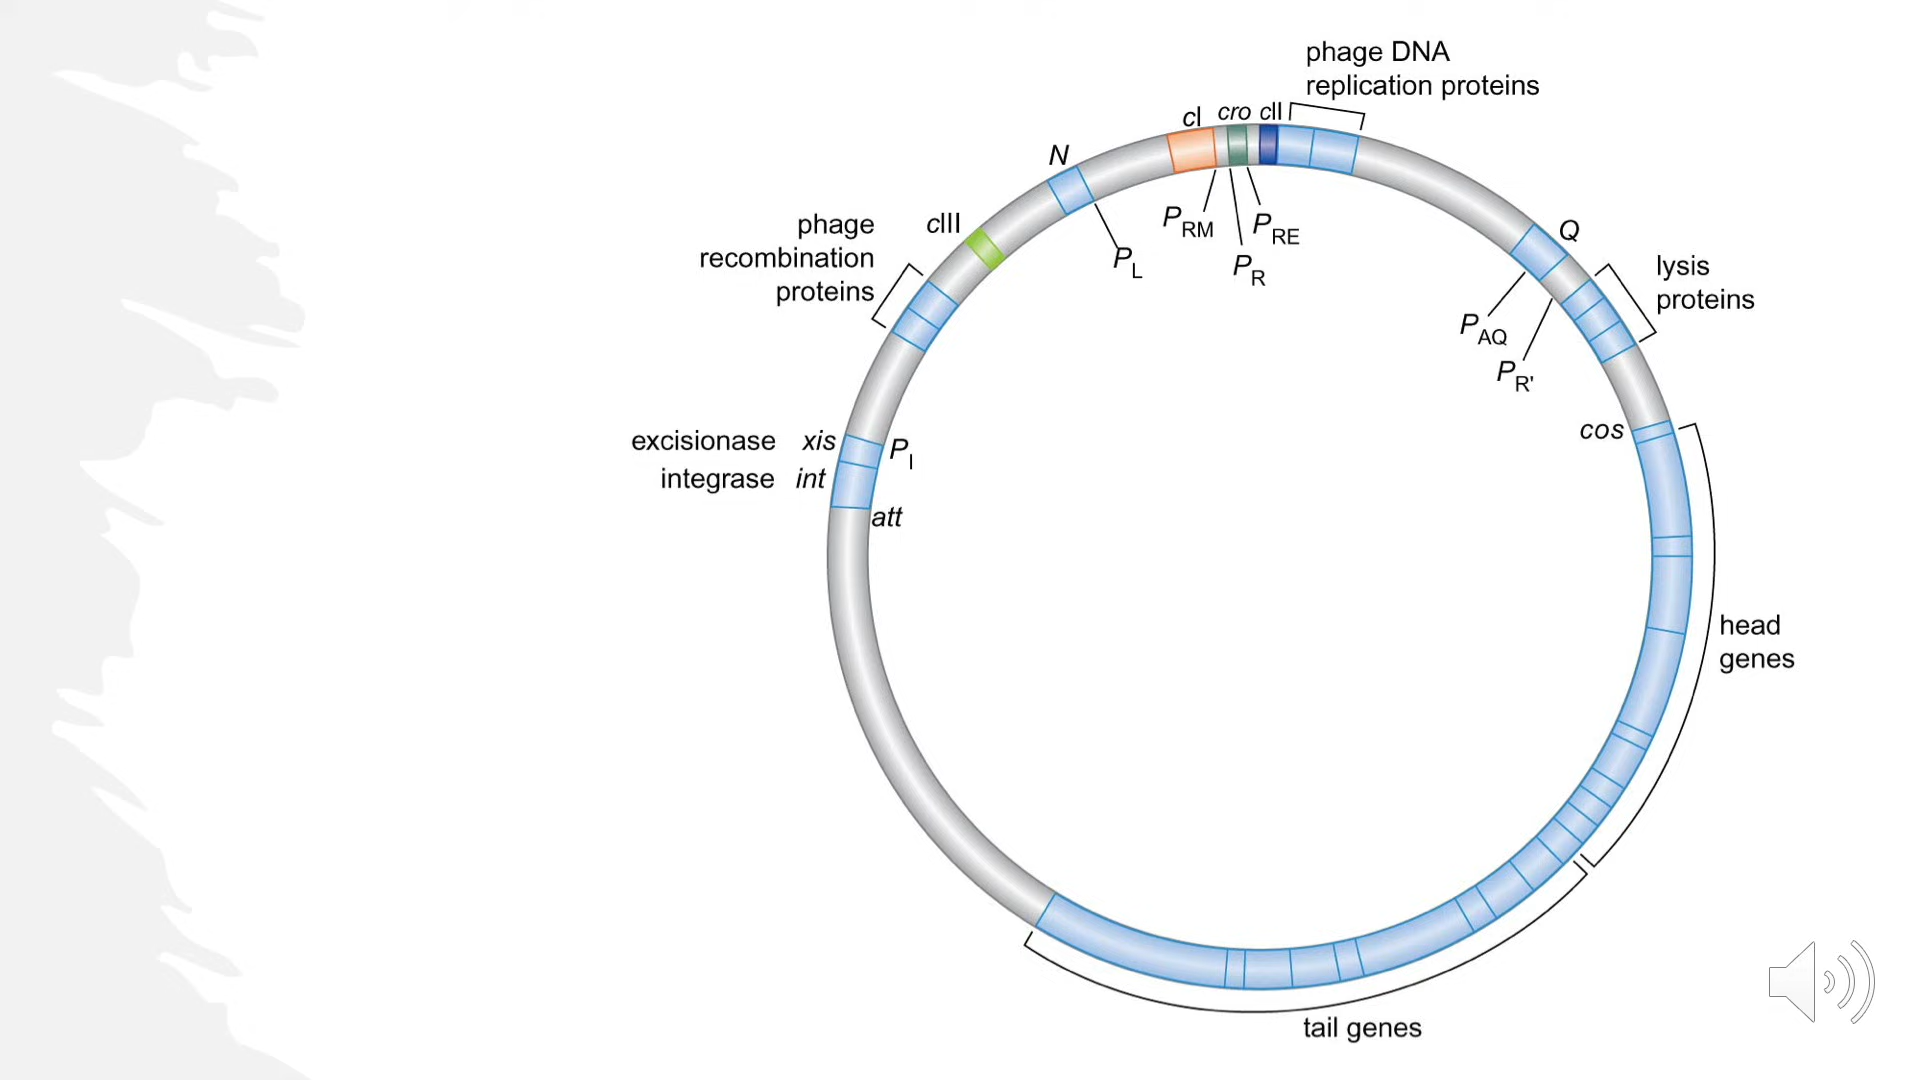 phage DNA
replication proteins
cI
cro
cII
N
cIII
phage
recombination
proteins
PL
PRM
PR
PRE
Q
lysis
proteins
PAQ
PR'
cos
excisionase xis
integrase int
PI
att
head
genes
tail genes